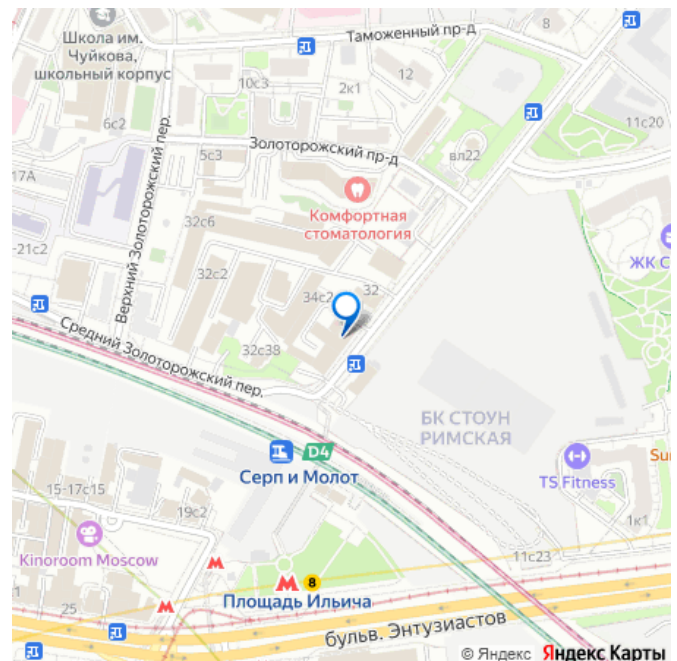 Школа им.
Чуйкова,
школьный корпус
Таможенный пр-д
10с3
12
2к1
6с2
Золоторожский пр-д
11с20
5с3
вл22
17А
Верхний Золоторожский пер.
Комфортная
стоматология
32с6
-21с2
ЖК С
32с2
34с2
32
Средний Золоторожский пер.
32с38
БК СТОУН
РИМСКАЯ
D4
Серп и Молот
TS Fitness
Sur
15-17с15
19с2
1к1
Kinoroom Moscow
11с23
8
Площадь Ильича
25
бульв. Энтузиастов
© Яндекс Яндекс Карты